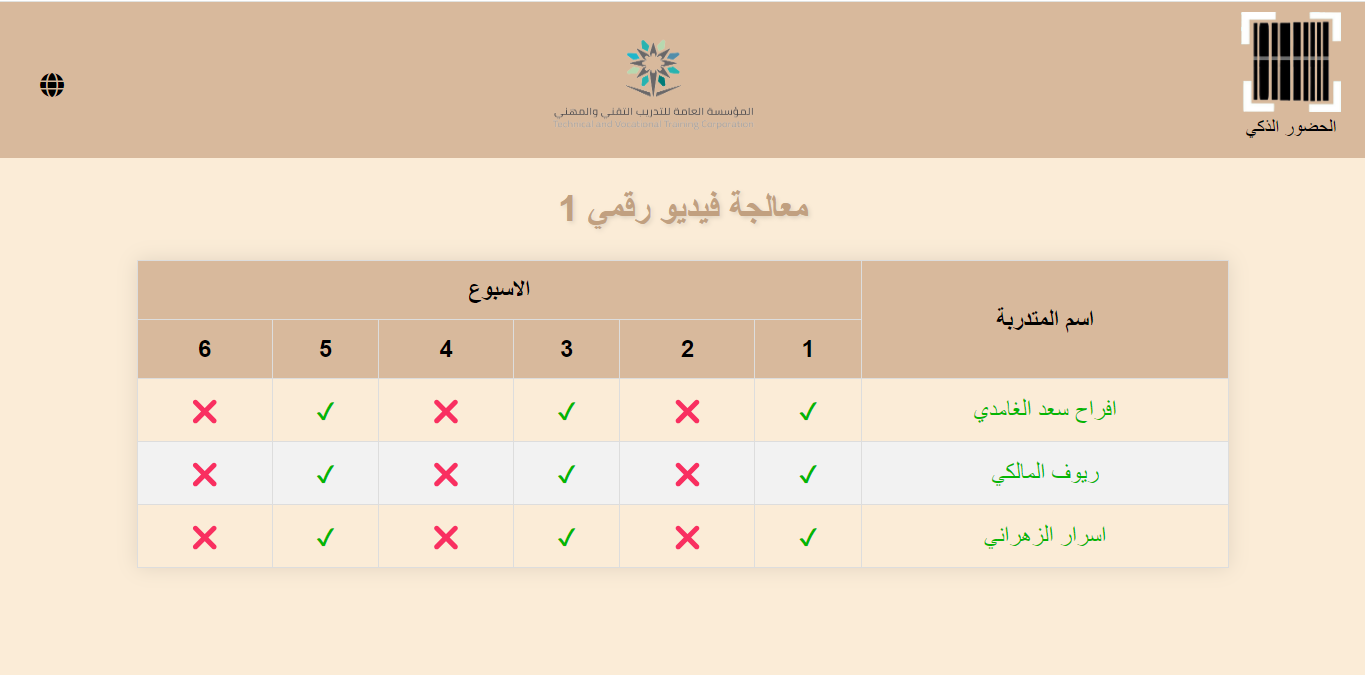 الحضور الذكي
المؤسسة العامة للتدريب التقني والمهني
Technical and Vocational Training Corporation
معالجة فيديو رقمي 1
اسم المتدربة الاسبوع
1 2 3 4 5 6
افراح سعد الغامدي ✓ ❌ ✓ ❌ ✓ ❌
ريوف المالكي ✓ ❌ ✓ ❌ ✓ ❌
اسرار الزهراني ✓ ❌ ✓ ❌ ✓ ❌